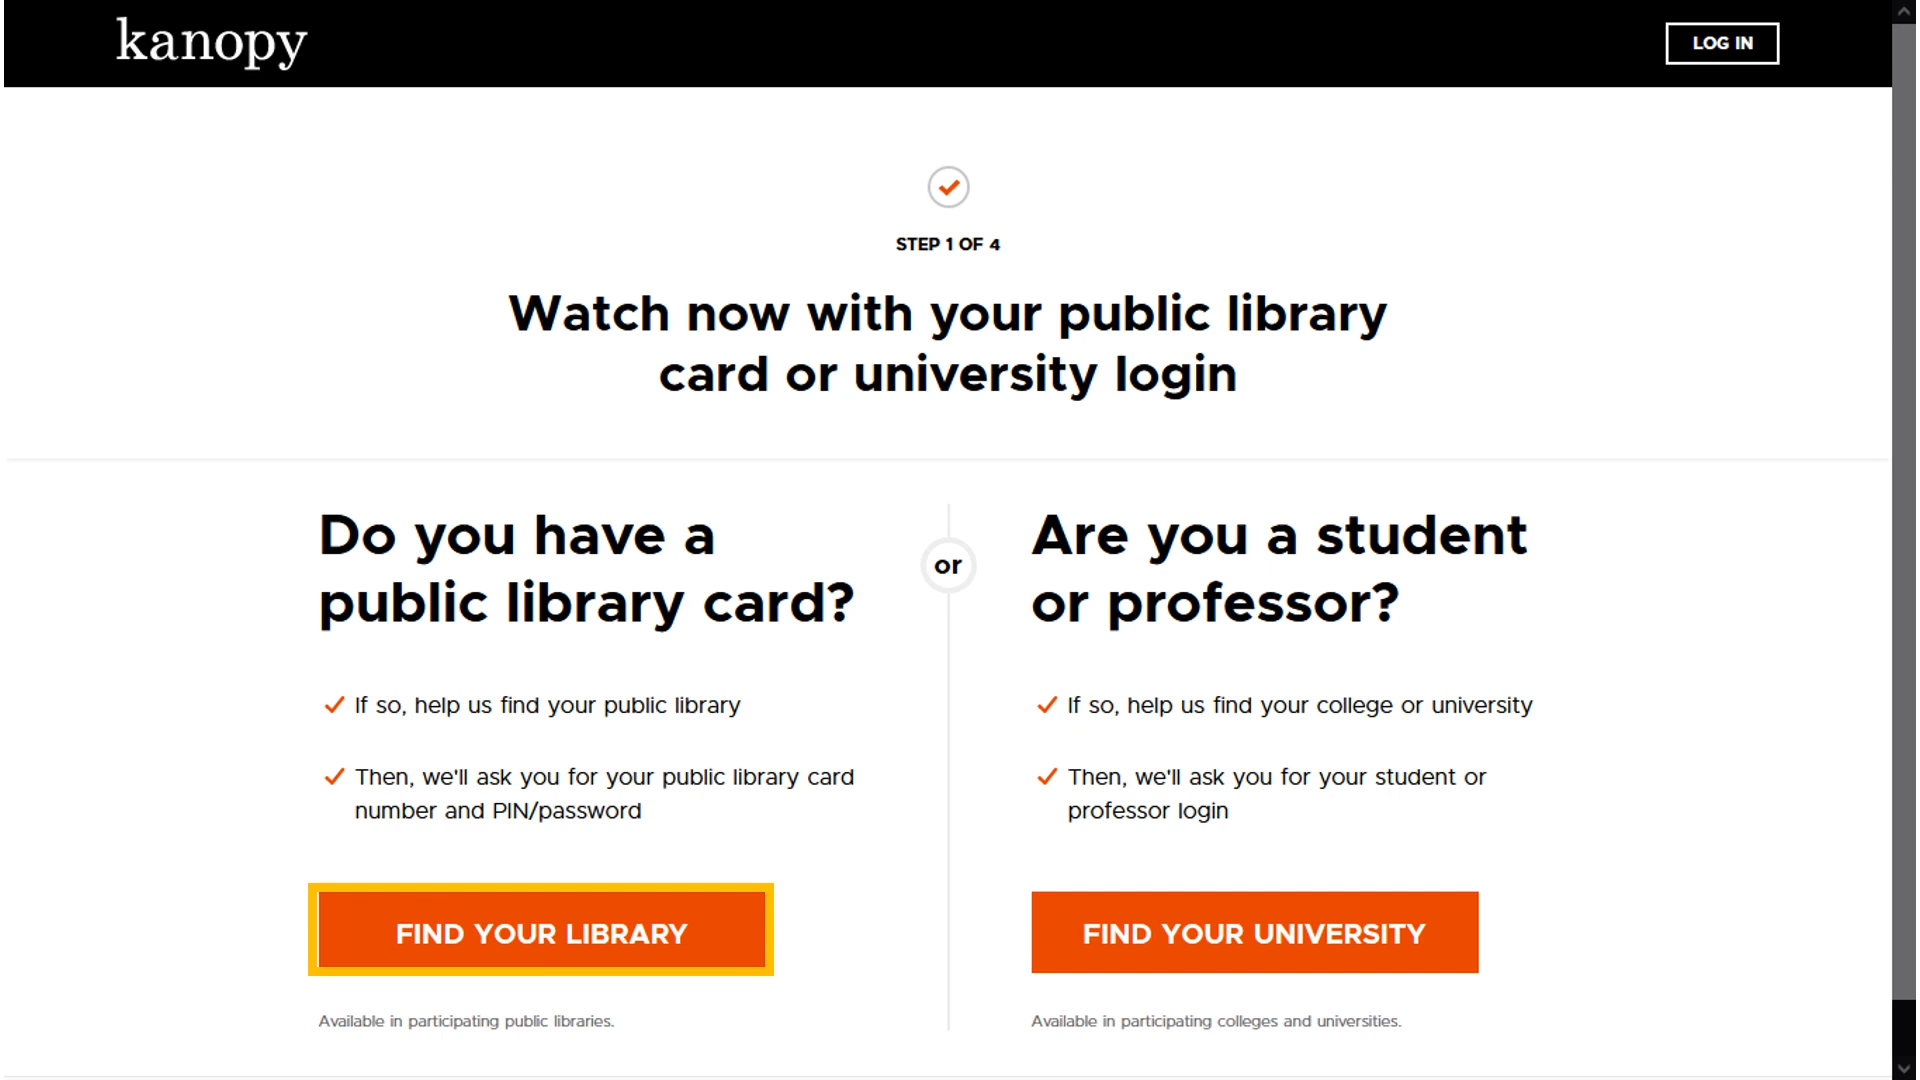 kanopy
LOG IN
STEP 1 OF 4
Watch now with your public library
card or university login
Do you have a
public library card?
If so, help us find your public library
Then, we'll ask you for your public library card
number and PIN/password
FIND YOUR LIBRARY
Available in participating public libraries.
or
Are you a student
or professor?
If so, help us find your college or university
Then, we'll ask you for your student or
professor login
FIND YOUR UNIVERSITY
Available in participating colleges and universities.